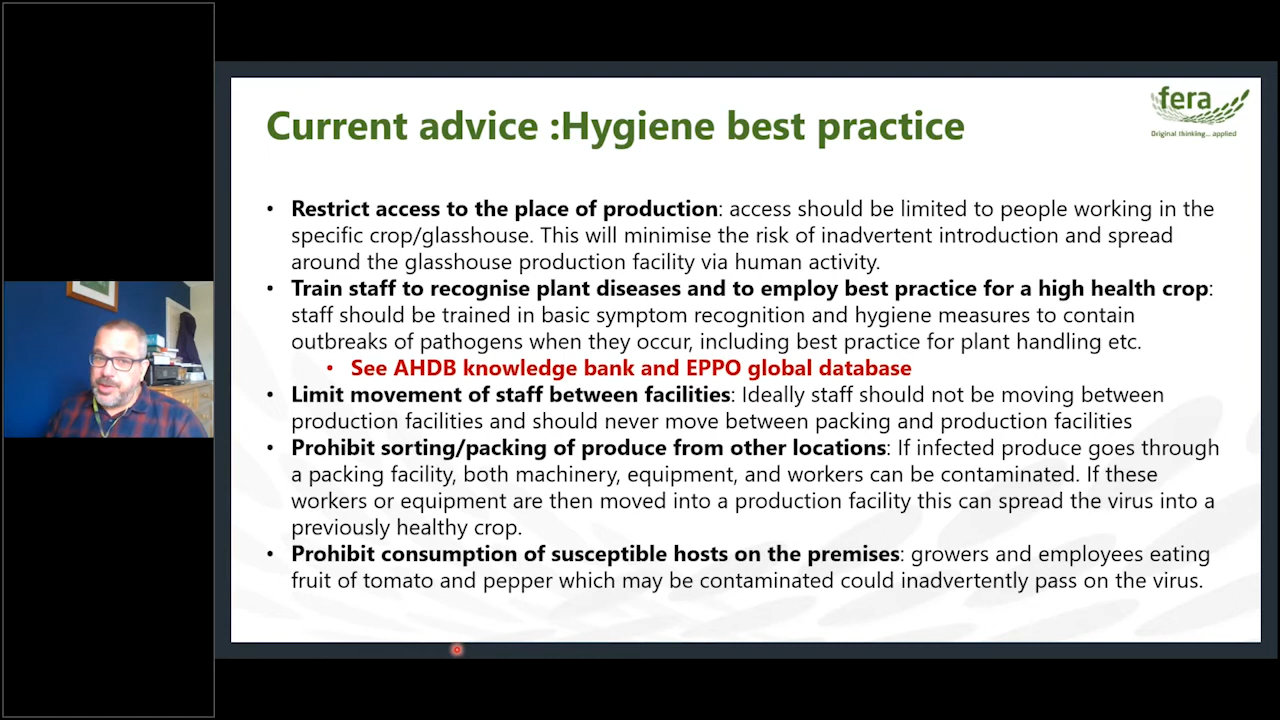 fera
Original thinking... applied
Current advice :Hygiene best practice
• Restrict access to the place of production: access should be limited to people working in the
specific crop/glasshouse. This will minimise the risk of inadvertent introduction and spread
around the glasshouse production facility via human activity.
• Train staff to recognise plant diseases and to employ best practice for a high health crop:
staff should be trained in basic symptom recognition and hygiene measures to contain
outbreaks of pathogens when they occur, including best practice for plant handling etc.
• See AHDB knowledge bank and EPPO global database
• Limit movement of staff between facilities: Ideally staff should not be moving between
production facilities and should never move between packing and production facilities
• Prohibit sorting/packing of produce from other locations: If infected produce goes through
a packing facility, both machinery, equipment, and workers can be contaminated. If these
workers or equipment are then moved into a production facility this can spread the virus into a
previously healthy crop.
• Prohibit consumption of susceptible hosts on the premises: growers and employees eating
fruit of tomato and pepper which may be contaminated could inadvertently pass on the virus.